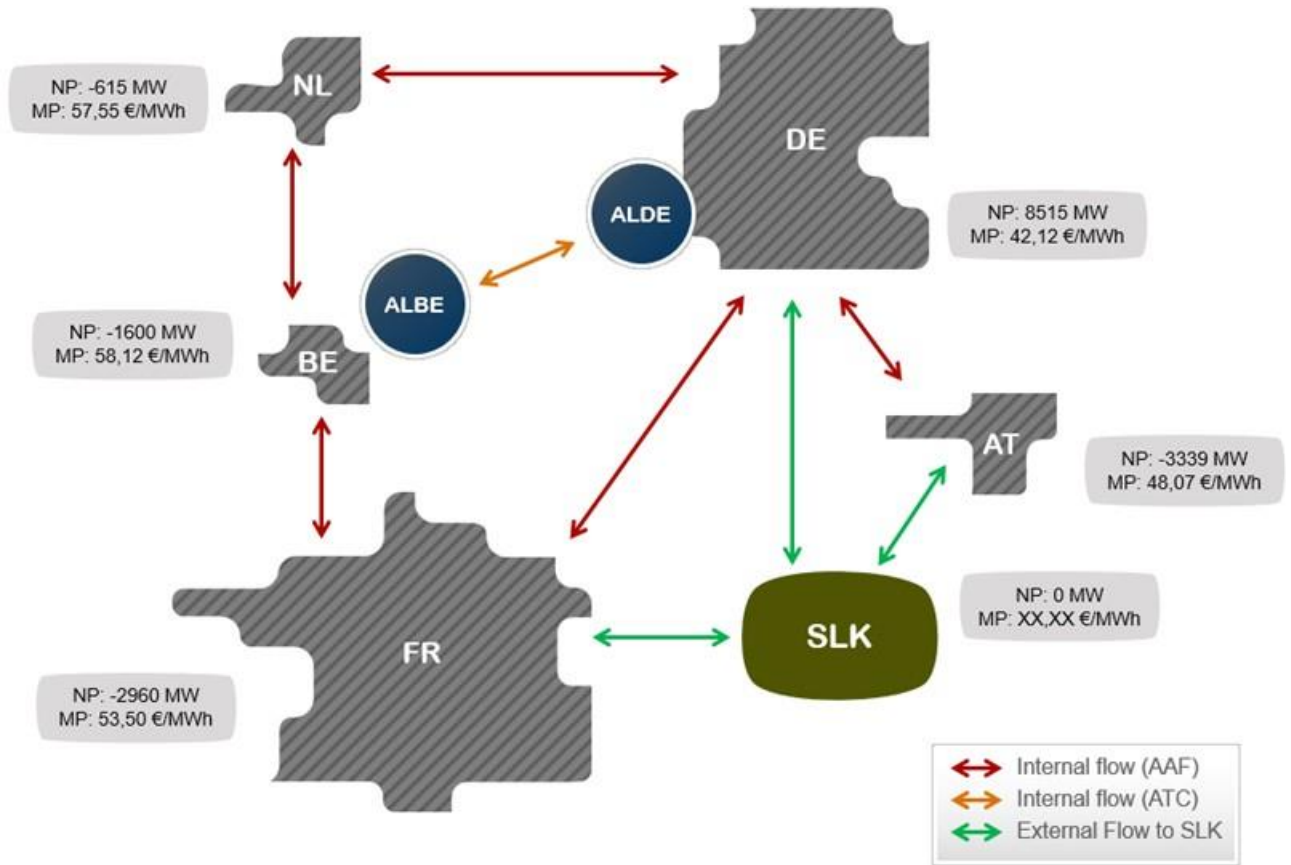 NL
NP: -615 MW
MP: 57,55 €/MWh
DE
NP: 8515 MW
MP: 42,12 €/MWh
ALDE
ALBE
NP: -1600 MW
MP: 58,12 €/MWh
BE
AT
NP: -3339 MW
MP: 48,07 €/MWh
NP: 0 MW
MP: XX,XX €/MWh
SLK
FR
NP: -2960 MW
MP: 53,50 €/MWh
Internal flow (AAF)
Internal flow (ATC)
External Flow to SLK